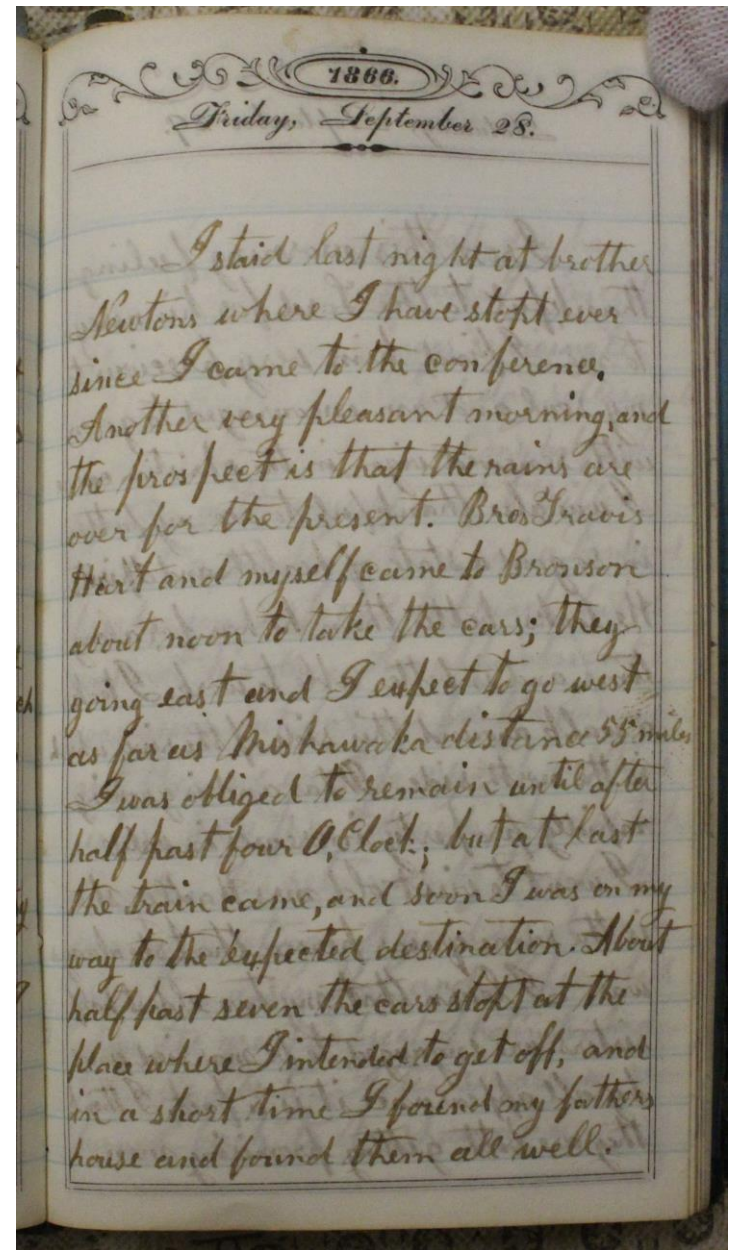 1866.
Friday, September 28.
I staid last night at brother
Newtons where I have stopt ever
since I came to the conference.
Another very pleasant morning, and
the prospect is that the rains are
over for the present. Bros Travis
Hart and myself came to Bronson
about noon to take the cars; they
going east and I expect to go west
as far as Mishawaka distance 55 miles
I was obliged to remain until after
half past four O, Clock; but at last
the train came, and soon I was on my
way to the expected destination. About
half past seven the cars stopt at the
place where I intended to get off, and
in a short time I found my fathers
house and found them all well.